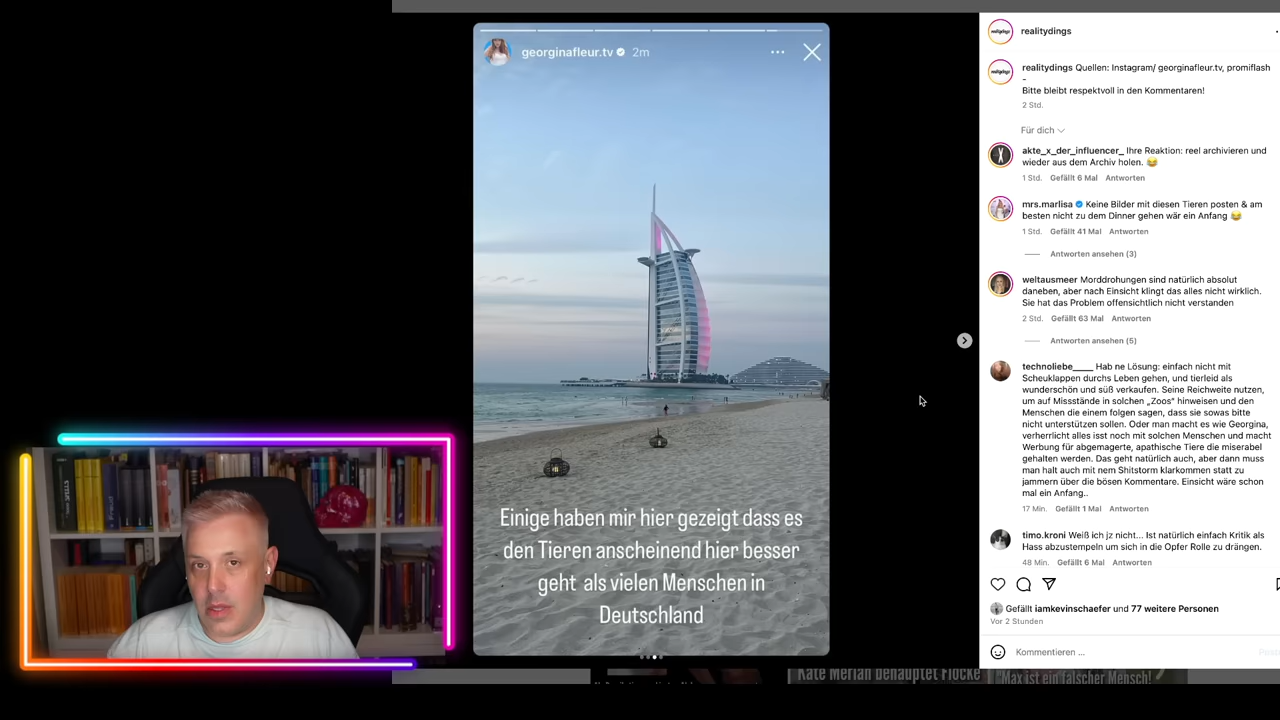 georginafleur.tv 2m
Einige haben mir hier gezeigt dass es
den Tieren anscheinend hier besser
geht als vielen Menschen in
Deutschland
realitydings
realitydings Quellen: Instagram/ georginafleur.tv, promiflash
-
Bitte bleibt respektvoll in den Kommentaren!
2 Std.
Für dich
akte_x_der_influencer_ Ihre Reaktion: reel archivieren und
wieder aus dem Archiv holen. 😂
1 Std. Gefällt 6 Mal Antworten
mrs.marlisa Keine Bilder mit diesen Tieren posten & am
besten nicht zu dem Dinner gehen wär ein Anfang 😂
1 Std. Gefällt 41 Mal Antworten
Antworten ansehen (3)
weltausmeer Morddrohungen sind natürlich absolut
daneben, aber nach Einsicht klingt das alles nicht wirklich.
Sie hat das Problem offensichtlich nicht verstanden
2 Std. Gefällt 63 Mal Antworten
Antworten ansehen (5)
technoliebe_____ Hab ne Lösung: einfach nicht mit
Scheuklappen durchs Leben gehen, und tierleid als
wunderschön und süß verkaufen. Seine Reichweite nutzen,
um auf Missstände in solchen „Zoos" hinweisen und den
Menschen die einem folgen sagen, dass sie sowas bitte
nicht unterstützen sollen. Oder man macht es wie Georgina,
verherrlicht alles isst noch mit solchen Menschen und macht
Werbung für abgemagerte, apathische Tiere die miserabel
gehalten werden. Das geht natürlich auch, aber dann muss
man halt auch mit nem Shitstorm klarkommen statt zu
jammern über die bösen Kommentare. Einsicht wäre schon
mal ein Anfang..
17 Min. Gefällt 1 Mal Antworten
timo.kroni Weiß ich jz nicht... Ist natürlich einfach Kritik als
Hass abzustempeln um sich in die Opfer Rolle zu drängen.
48 Min. Gefällt 6 Mal Antworten
Gefällt iamkevinschaefer und 77 weitere Personen
Vor 2 Stunden
Kommentieren ...
Kate Merlan behauptet Flocke
"Max ist ein falscher Mensch!